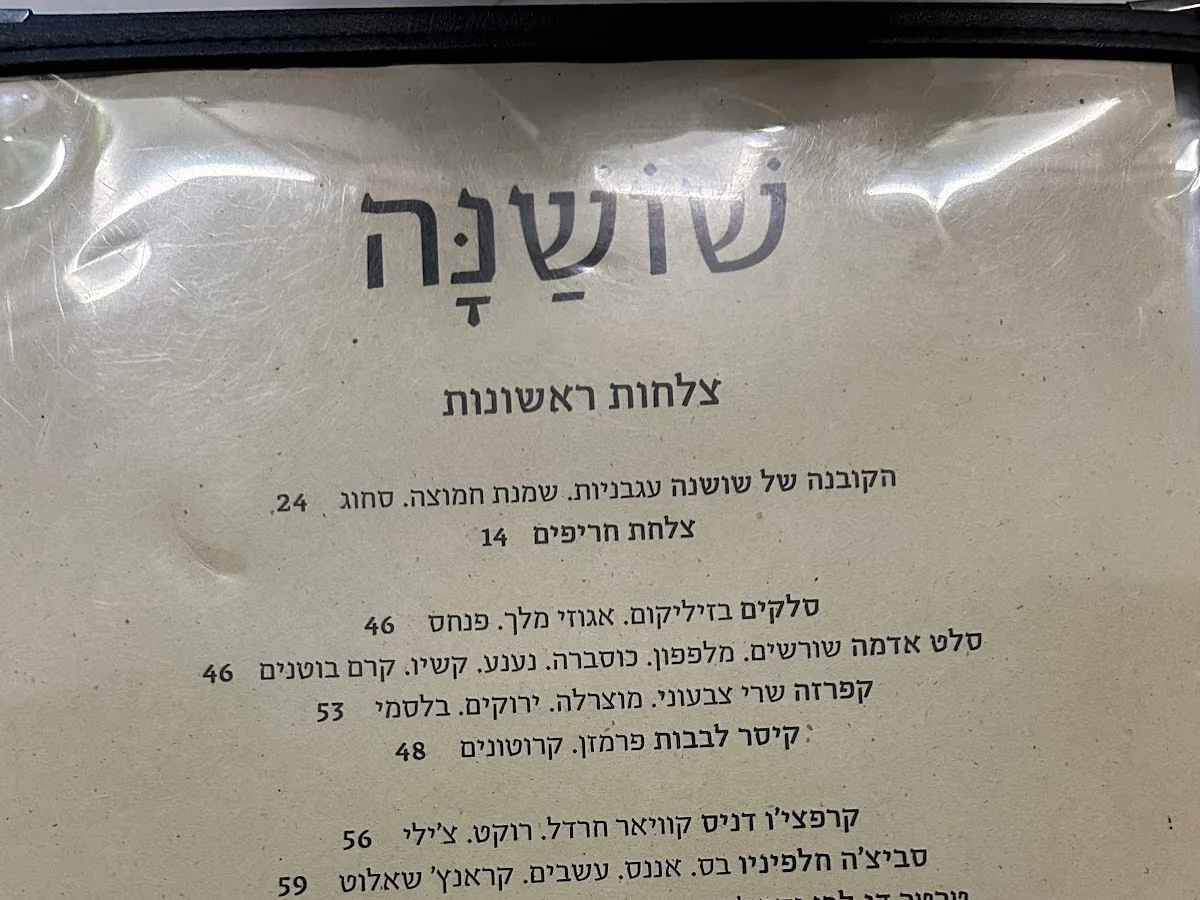 שׁוֹשַׁנָּה
צלחות ראשונות
הקובנה של שושנה עגבניות. שמנת חמוצה. סחוג 24
צלחת חריפים 14
סלקים בזיליקום. אגוזי מלך. פנחס 46
סלט אדמה שורשים. מלפפון. כוסברה. נענע. קשיו. קרם בוטנים 46
קפרזה שרי צבעוני. מוצרלה. ירוקים. בלסמי 53
קיסר לבבות פרמזן. קרוטונים 48
קרפצי'ו דניס קוויאר חרדל. רוקט. צ'ילי 56
סביצ'ה חלפיניו בס. אננס. עשבים. קראנץ' שאלוט 59